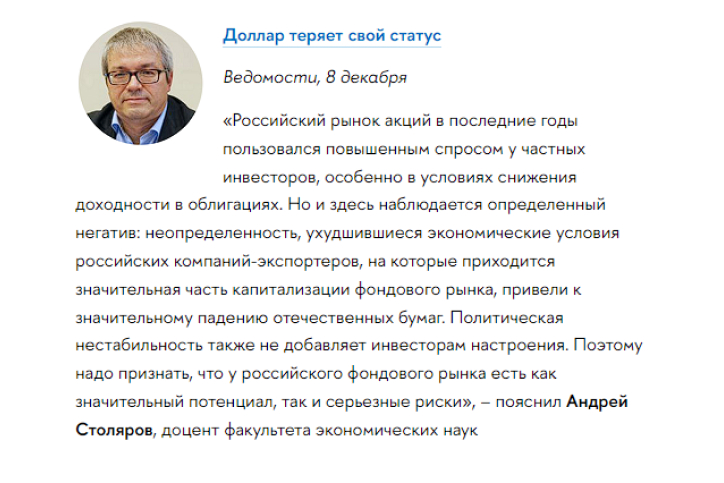 Доллар теряет свой статус
Ведомости, 8 декабря
«Российский рынок акций в последние годы
пользовался повышенным спросом у частных
инвесторов, особенно в условиях снижения
доходности в облигациях. Но и здесь наблюдается определенный
негатив: неопределенность, ухудшившиеся экономические условия
российских компаний-экспортеров, на которые приходится
значительная часть капитализации фондового рынка, привели к
значительному падению отечественных бумаг. Политическая
нестабильность также не добавляет инвесторам настроения. Поэтому
надо признать, что у российского фондового рынка есть как
значительный потенциал, так и серьезные риски», – пояснил Андрей
Столяров, доцент факультета экономических наук